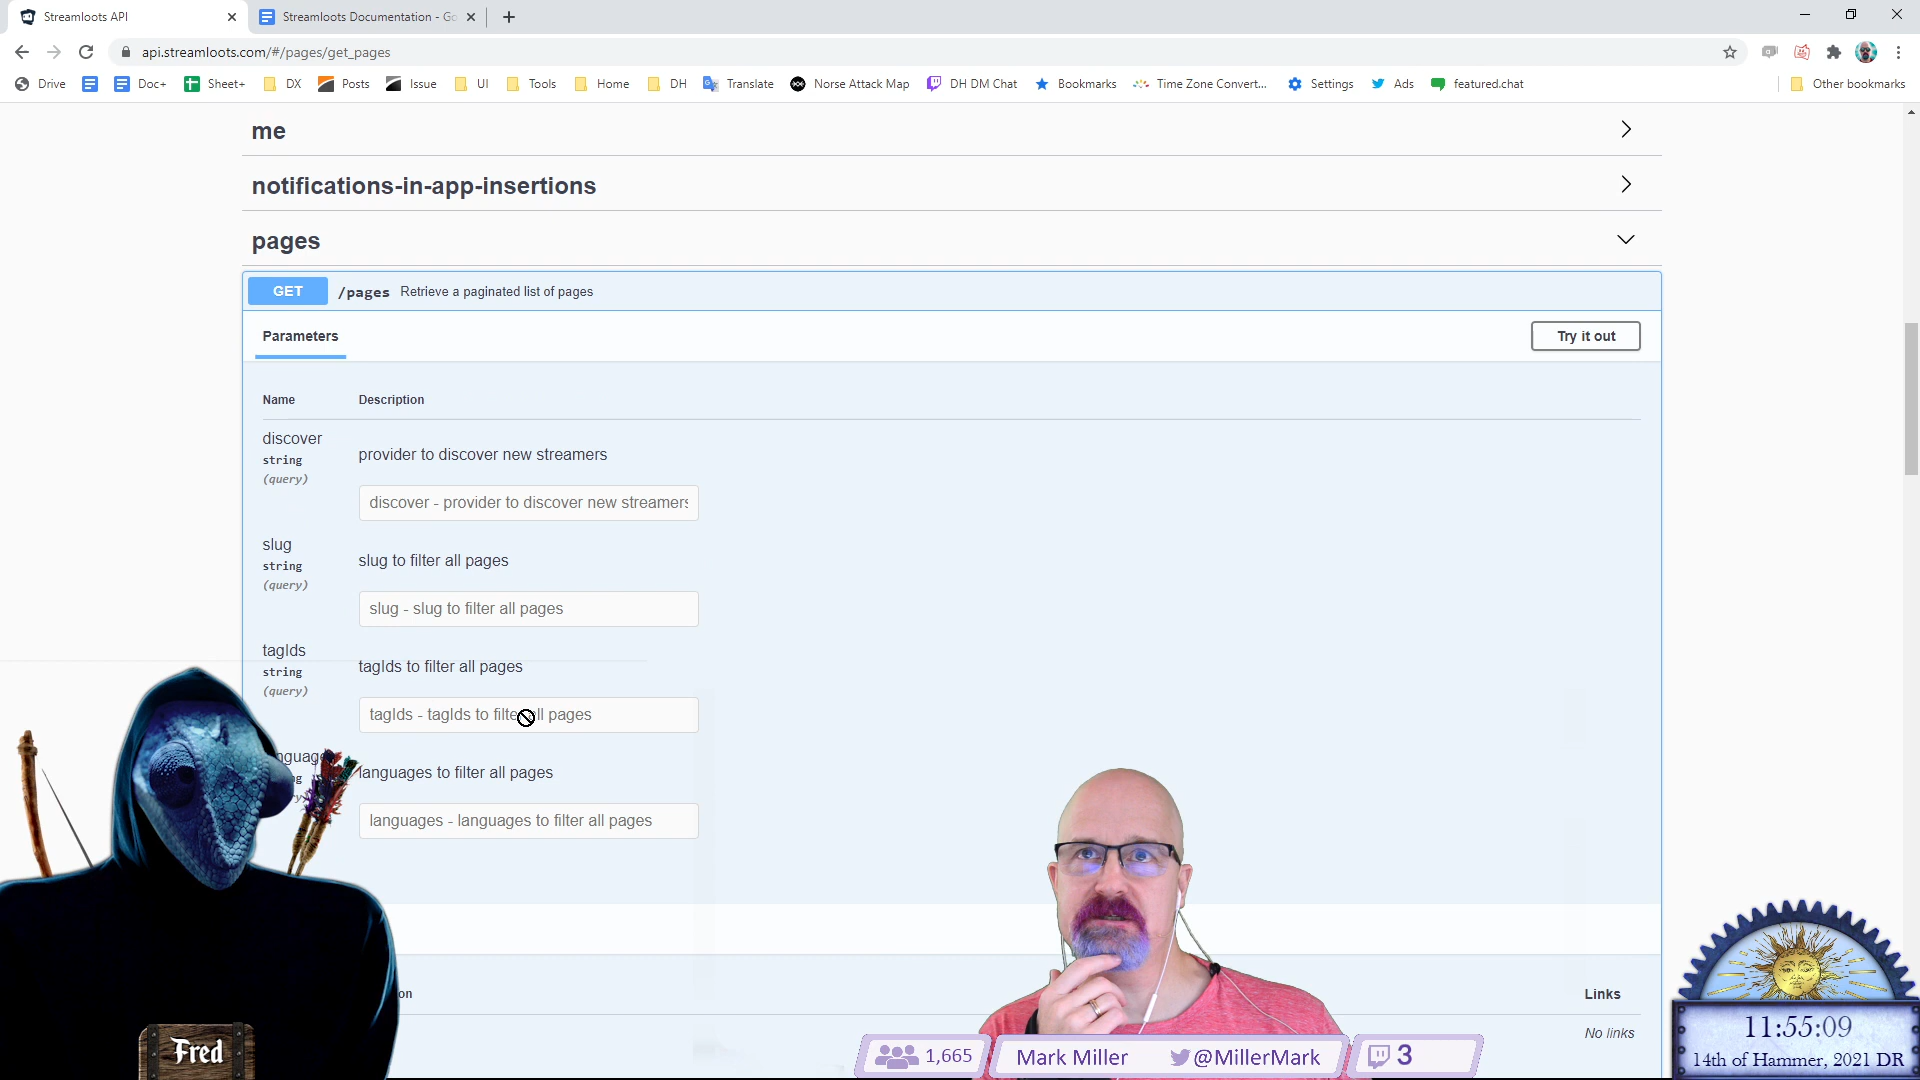 Streamloots API
Streamloots Documentation - Go
api.streamloots.com/#/pages/get_pages
Drive Doc+ Sheet+ DX Posts Issue UI Tools Home DH Translate Norse Attack Map DH DM Chat Bookmarks Time Zone Convert... Settings Ads featured.chat Other bookmarks
me
notifications-in-app-insertions
pages
GET /pages Retrieve a paginated list of pages
Parameters Try it out
Name Description
discover
string
(query)
provider to discover new streamers
discover - provider to discover new streamers
slug
string
(query)
slug to filter all pages
slug - slug to filter all pages
tagIds
string
(query)
tagIds to filter all pages
tagIds - tagIds to filter all pages
languages to filter all pages
languages - languages to filter all pages
on Links
No links
Fred
1,665 Mark Miller @MillerMark 3
11:55:09
14th of Hammer, 2021 DR